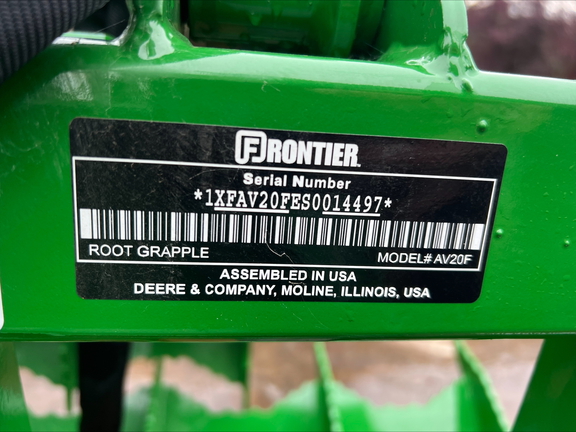 FRONTIER
Serial Number
*1XFAV20FES0014497*
ROOT GRAPPLE MODEL# AV20F
ASSEMBLED IN USA
DEERE & COMPANY, MOLINE, ILLINOIS, USA